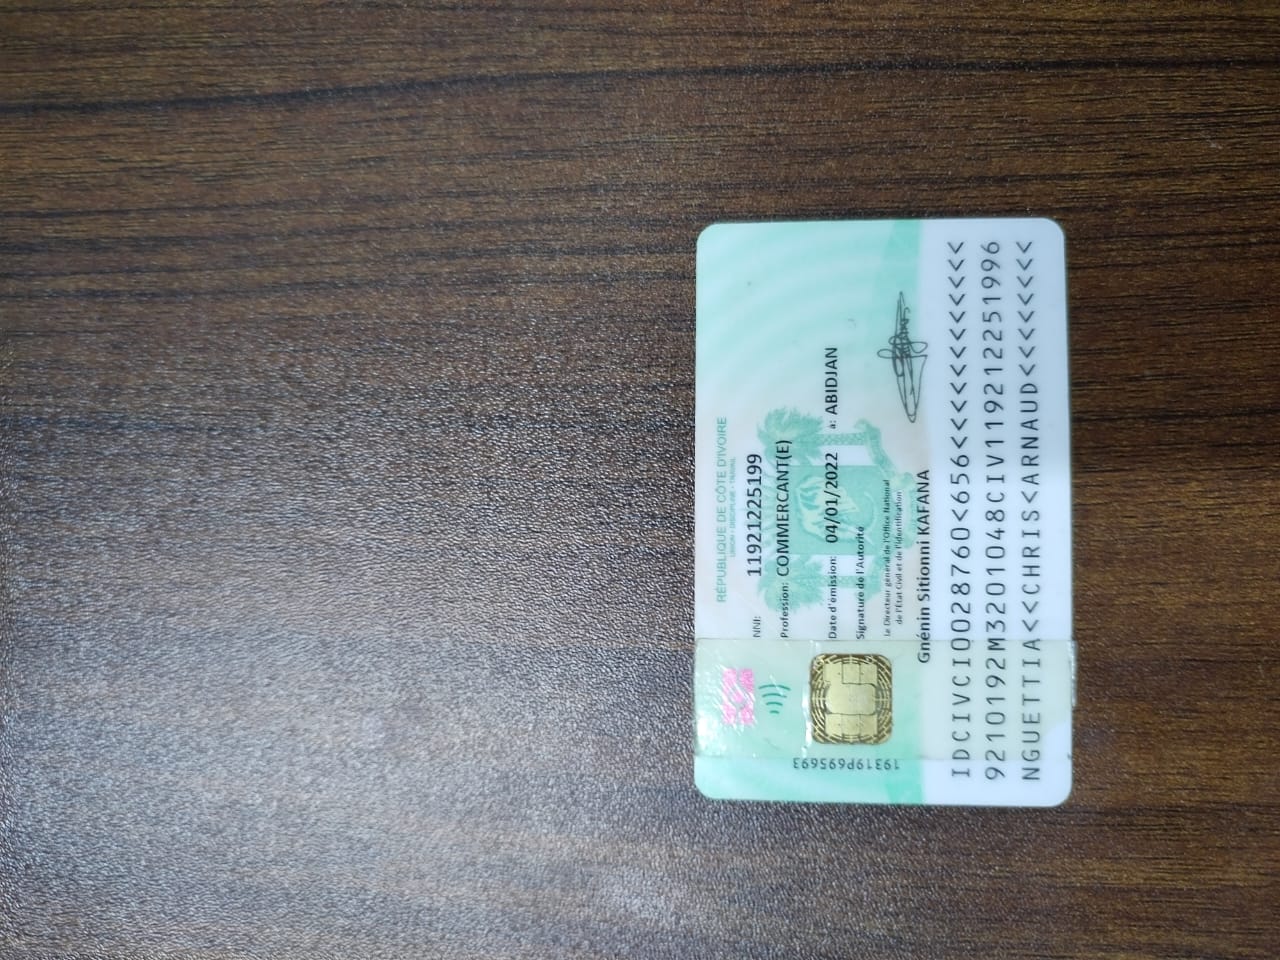 RÉPUBLIQUE DE CÔTE D'IVOIRE
UNION - DISCIPLINE - TRAVAIL
NNI: 11921225199
Profession: COMMERCANT(E)
Date d'émission: 04/01/2022 à: ABIDJAN
Signature de l'Autorité
Le Directeur général de l'Office National
de l'État Civil et de l'Identification
Gnénin Sitionni KAFANA
19319P695693
IDCIVCI0028760<656<<<<<<<<<<<<
9210192M3201048CIV119212251996
NGUETTIA<<CHRIS<ARNAUD<<<<<<<<